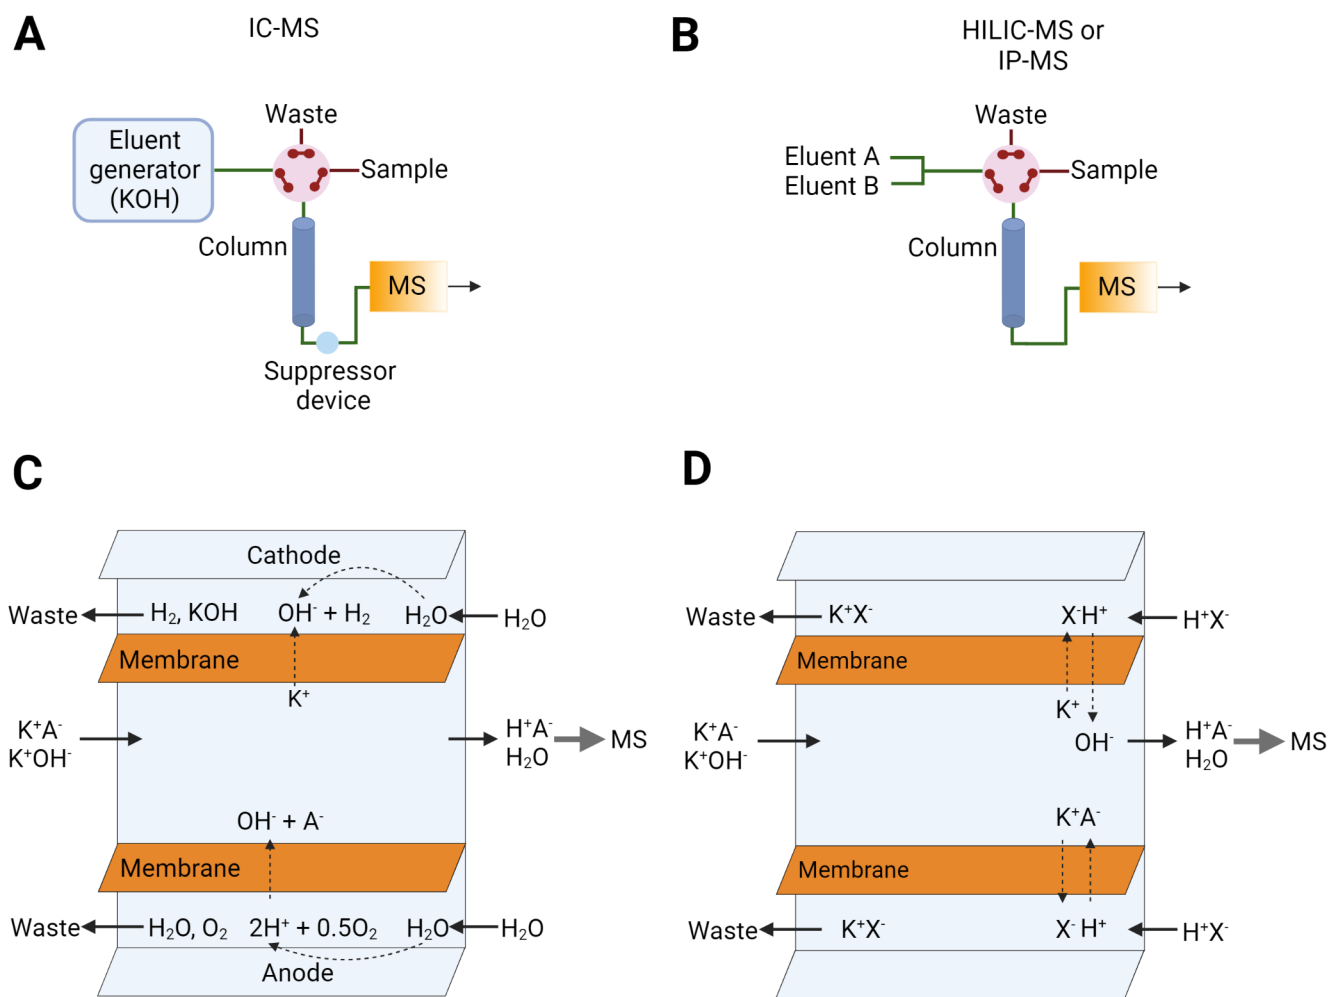 A
IC-MS
Waste
Eluent
generator
(KOH)
Sample
Column
MS
Suppressor
device
B
HILIC-MS or
IP-MS
Waste
Eluent A
Eluent B
Sample
Column
MS
C
Cathode
Waste
H₂, KOH
OH⁻ + H₂
H₂O
H₂O
Membrane
K⁺
K⁺A⁻
K⁺OH⁻
H⁺A⁻
H₂O
MS
OH⁻ + A⁻
Membrane
Waste
H₂O, O₂
2H⁺ + 0.5O₂
H₂O
H₂O
Anode
D
Waste
K⁺X⁻
X⁻H⁺
H⁺X⁻
Membrane
K⁺
K⁺A⁻
K⁺OH⁻
OH⁻
H⁺A⁻
H₂O
MS
K⁺A⁻
Membrane
Waste
K⁺X⁻
X⁻ H⁺
H⁺X⁻